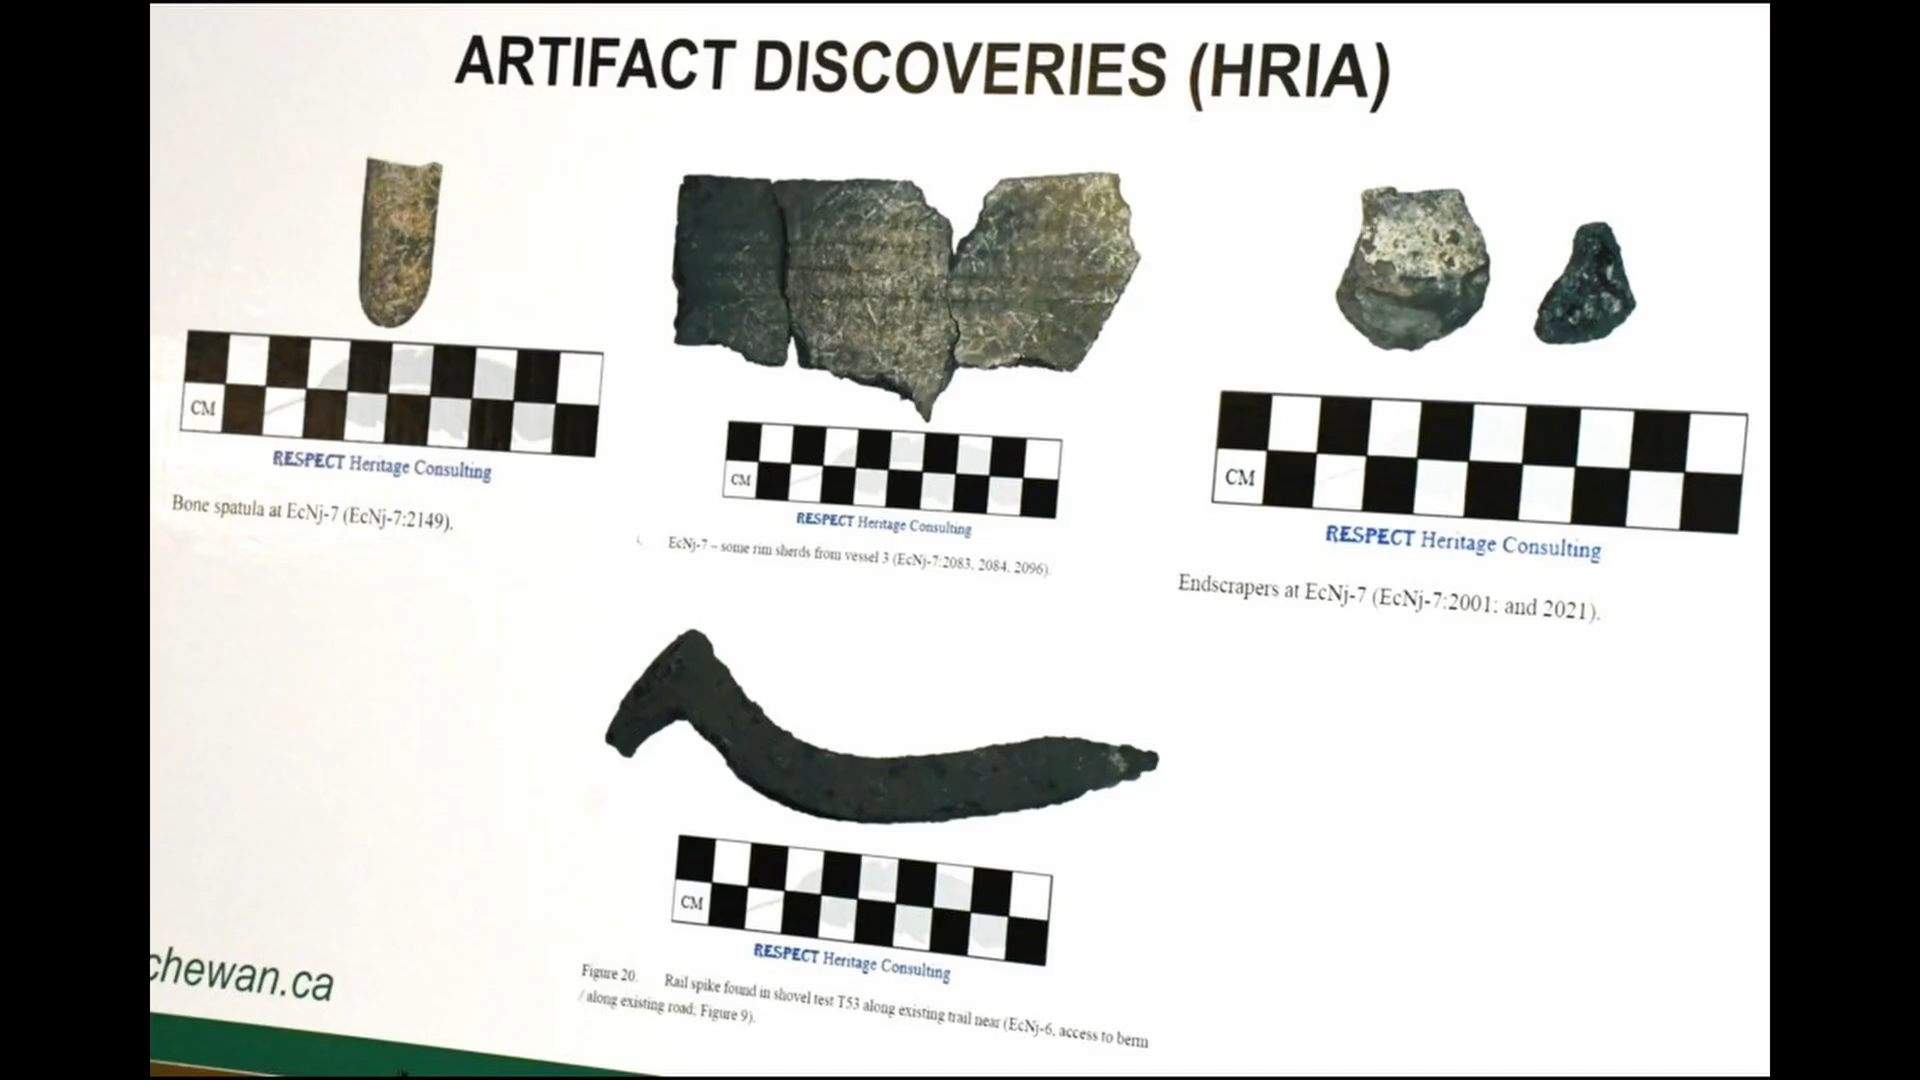 ARTIFACT DISCOVERIES (HRIA)
CM
RESPECT Heritage Consulting
Bone spatula at EcNj-7 (EcNj-7:2149).
CM
RESPECT Heritage Consulting
EcNj-7 – some rim sherds from vessel 3 (EcNj-7:2083, 2084, 2096).
CM
RESPECT Heritage Consulting
Endscrapers at EcNj-7 (EcNj-7:2001; and 2021).
CM
RESPECT Heritage Consulting
Figure 20. Rail spike found in shovel test T53 along existing trail near (EcNj-6, access to berm
/ along existing road; Figure 9).
chewan.ca